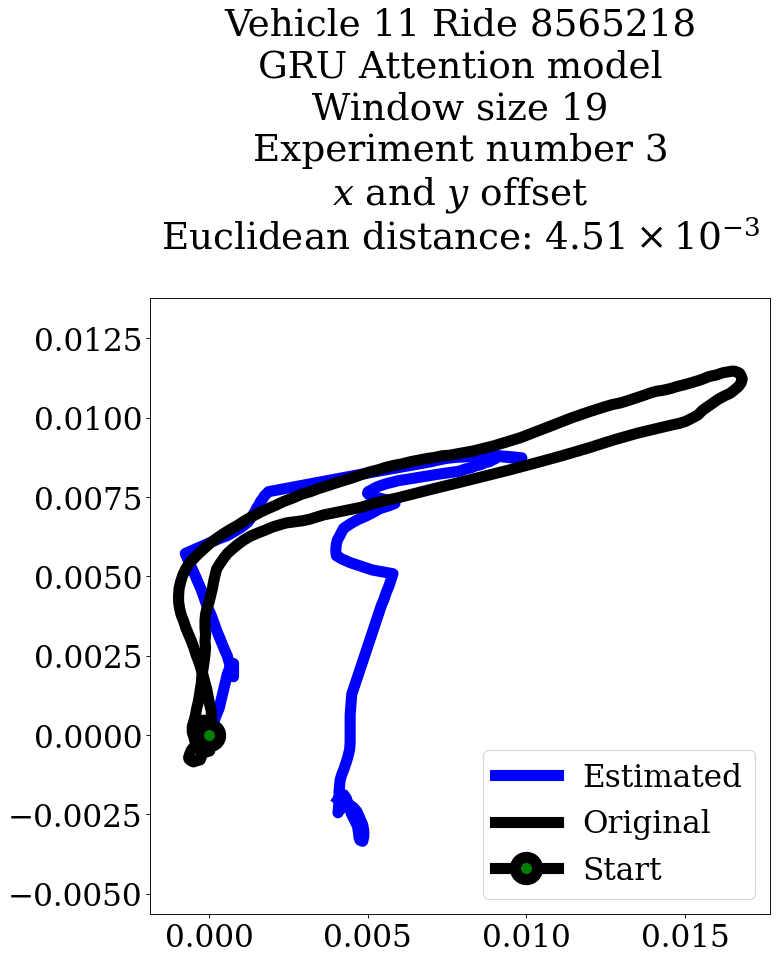 Vehicle 11 Ride 8565218
GRU Attention model
Window size 19
Experiment number 3
x and y offset
Euclidean distance: 4.51 × 10⁻³
0.0125
0.0100
0.0075
0.0050
0.0025
0.0000
−0.0025
−0.0050
Estimated
Original
Start
0.000 0.005 0.010 0.015